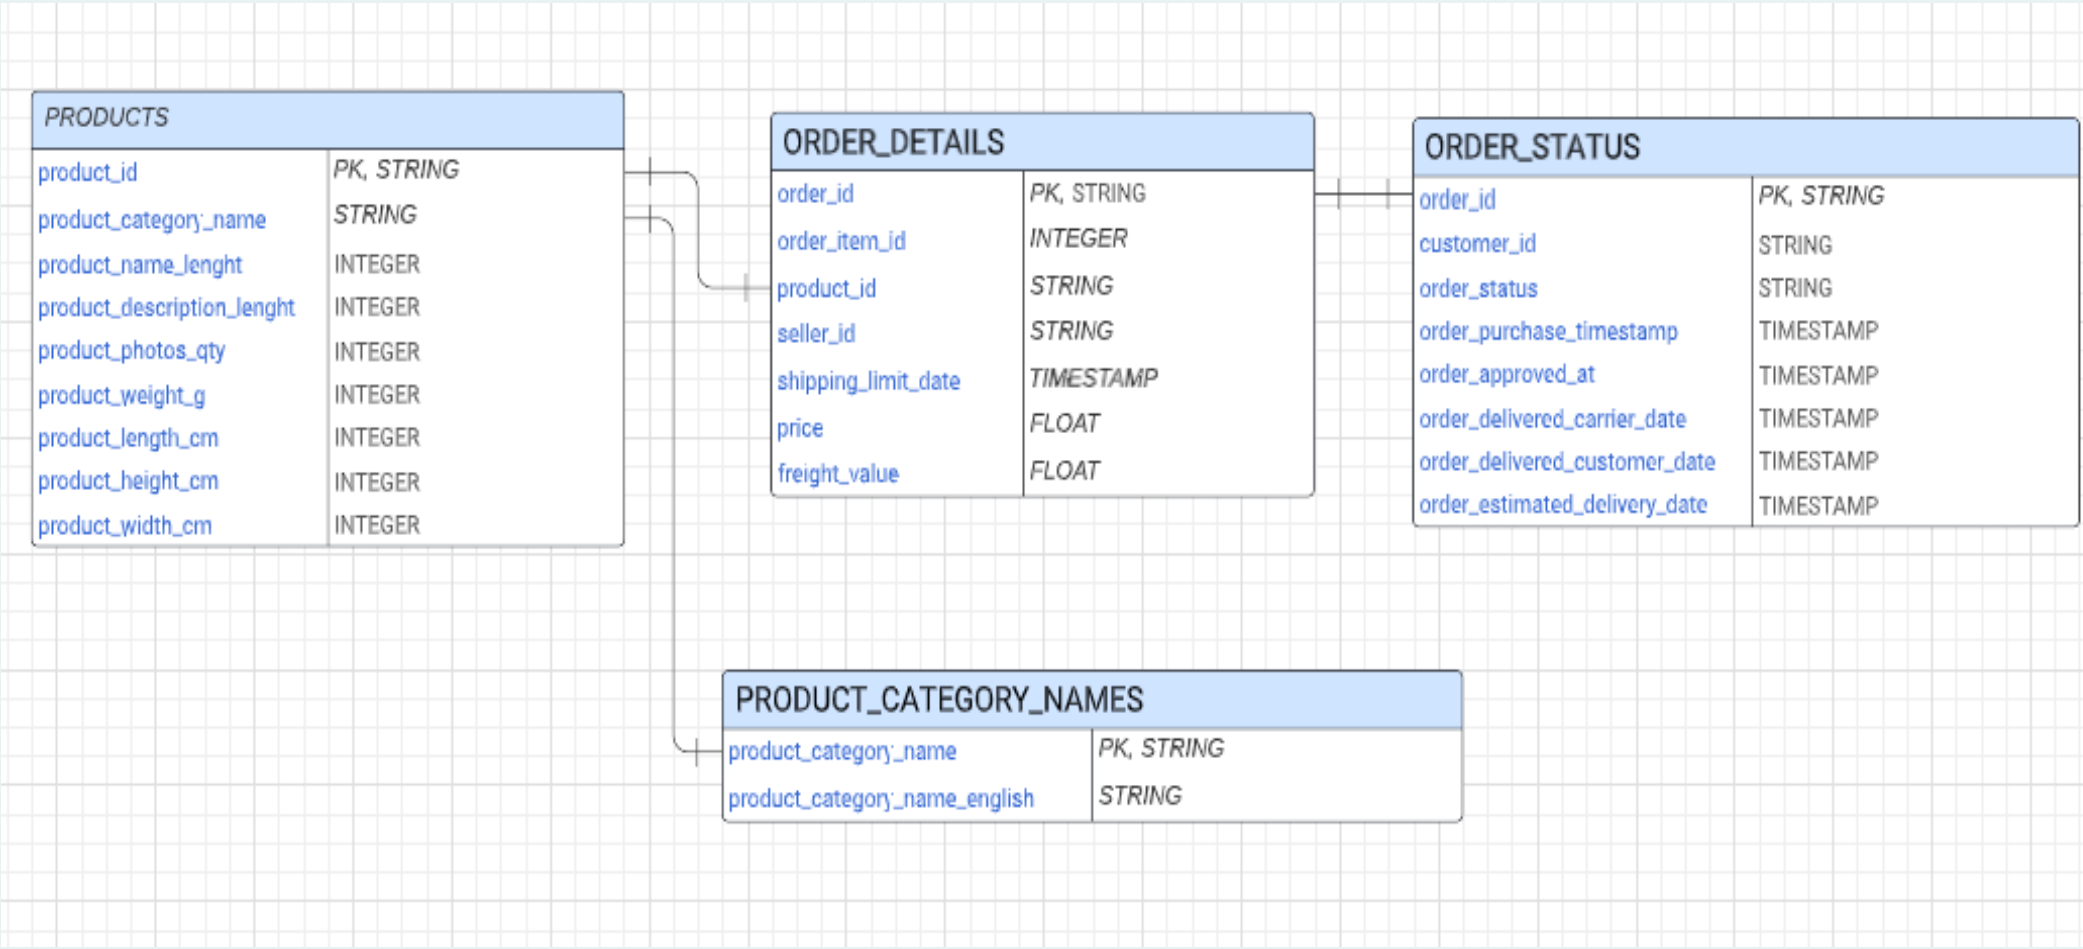 PRODUCTS
product_id PK, STRING
product_category_name STRING
product_name_lenght INTEGER
product_description_lenght INTEGER
product_photos_qty INTEGER
product_weight_g INTEGER
product_length_cm INTEGER
product_height_cm INTEGER
product_width_cm INTEGER
ORDER_DETAILS
order_id PK, STRING
order_item_id INTEGER
product_id STRING
seller_id STRING
shipping_limit_date TIMESTAMP
price FLOAT
freight_value FLOAT
ORDER_STATUS
order_id PK, STRING
customer_id STRING
order_status STRING
order_purchase_timestamp TIMESTAMP
order_approved_at TIMESTAMP
order_delivered_carrier_date TIMESTAMP
order_delivered_customer_date TIMESTAMP
order_estimated_delivery_date TIMESTAMP
PRODUCT_CATEGORY_NAMES
product_category_name PK, STRING
product_category_name_english STRING